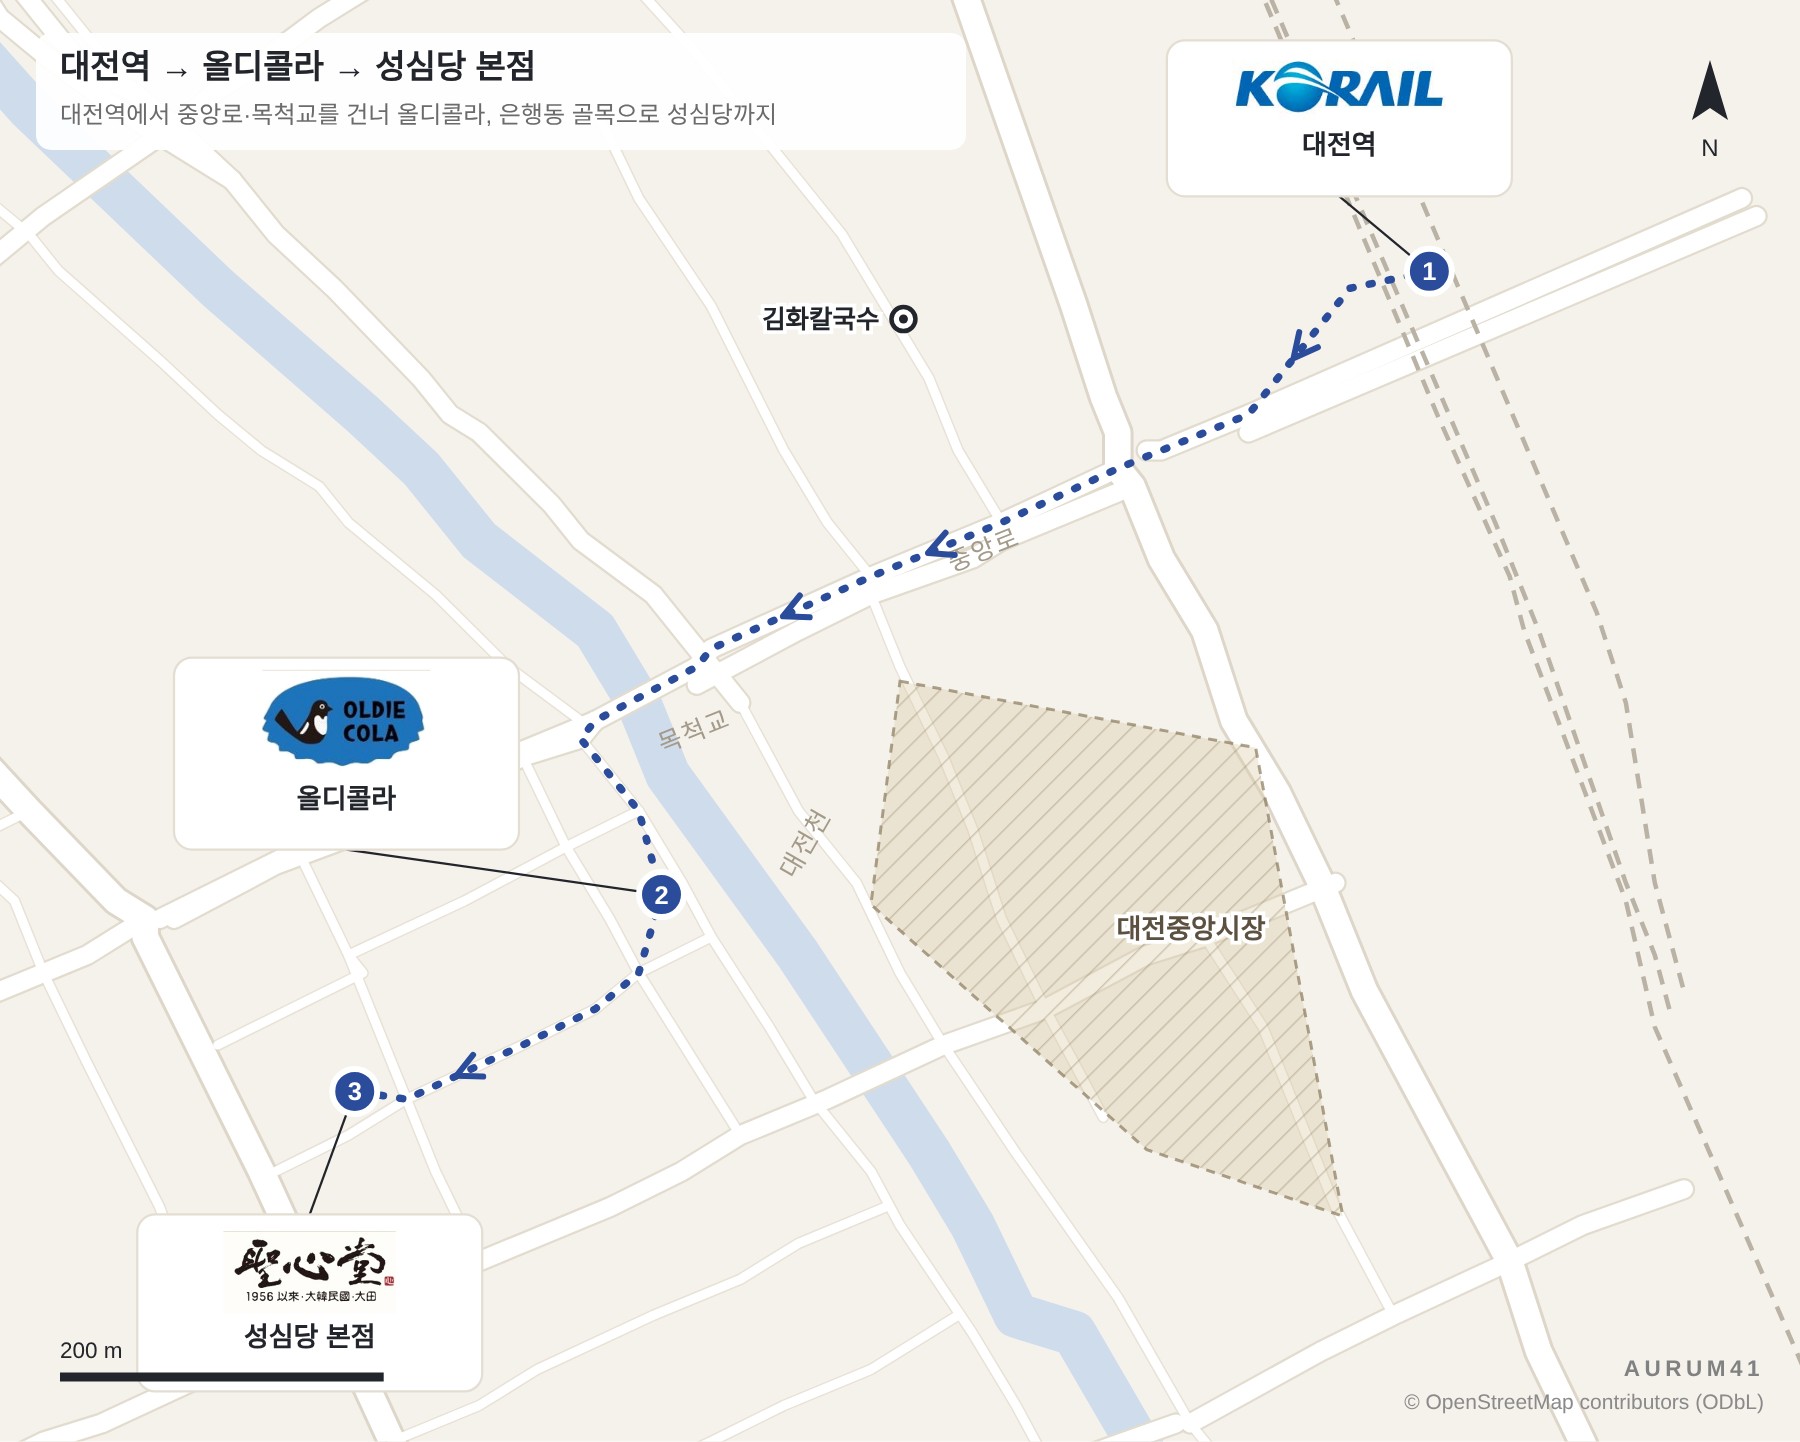 대전역 → 올디콜라 → 성심당 본점
대전역에서 중앙로·목척교를 건너 올디콜라, 은행동 골목으로 성심당까지
KORAIL
대전역
N
1
김화칼국수
중앙로
목척교
OLDIE
COLA
올디콜라
대전천
2
대전중앙시장
3
聖心堂
1956 以來·大韓民國·大田
성심당 본점
200 m
AURUM41
© OpenStreetMap contributors (ODbL)